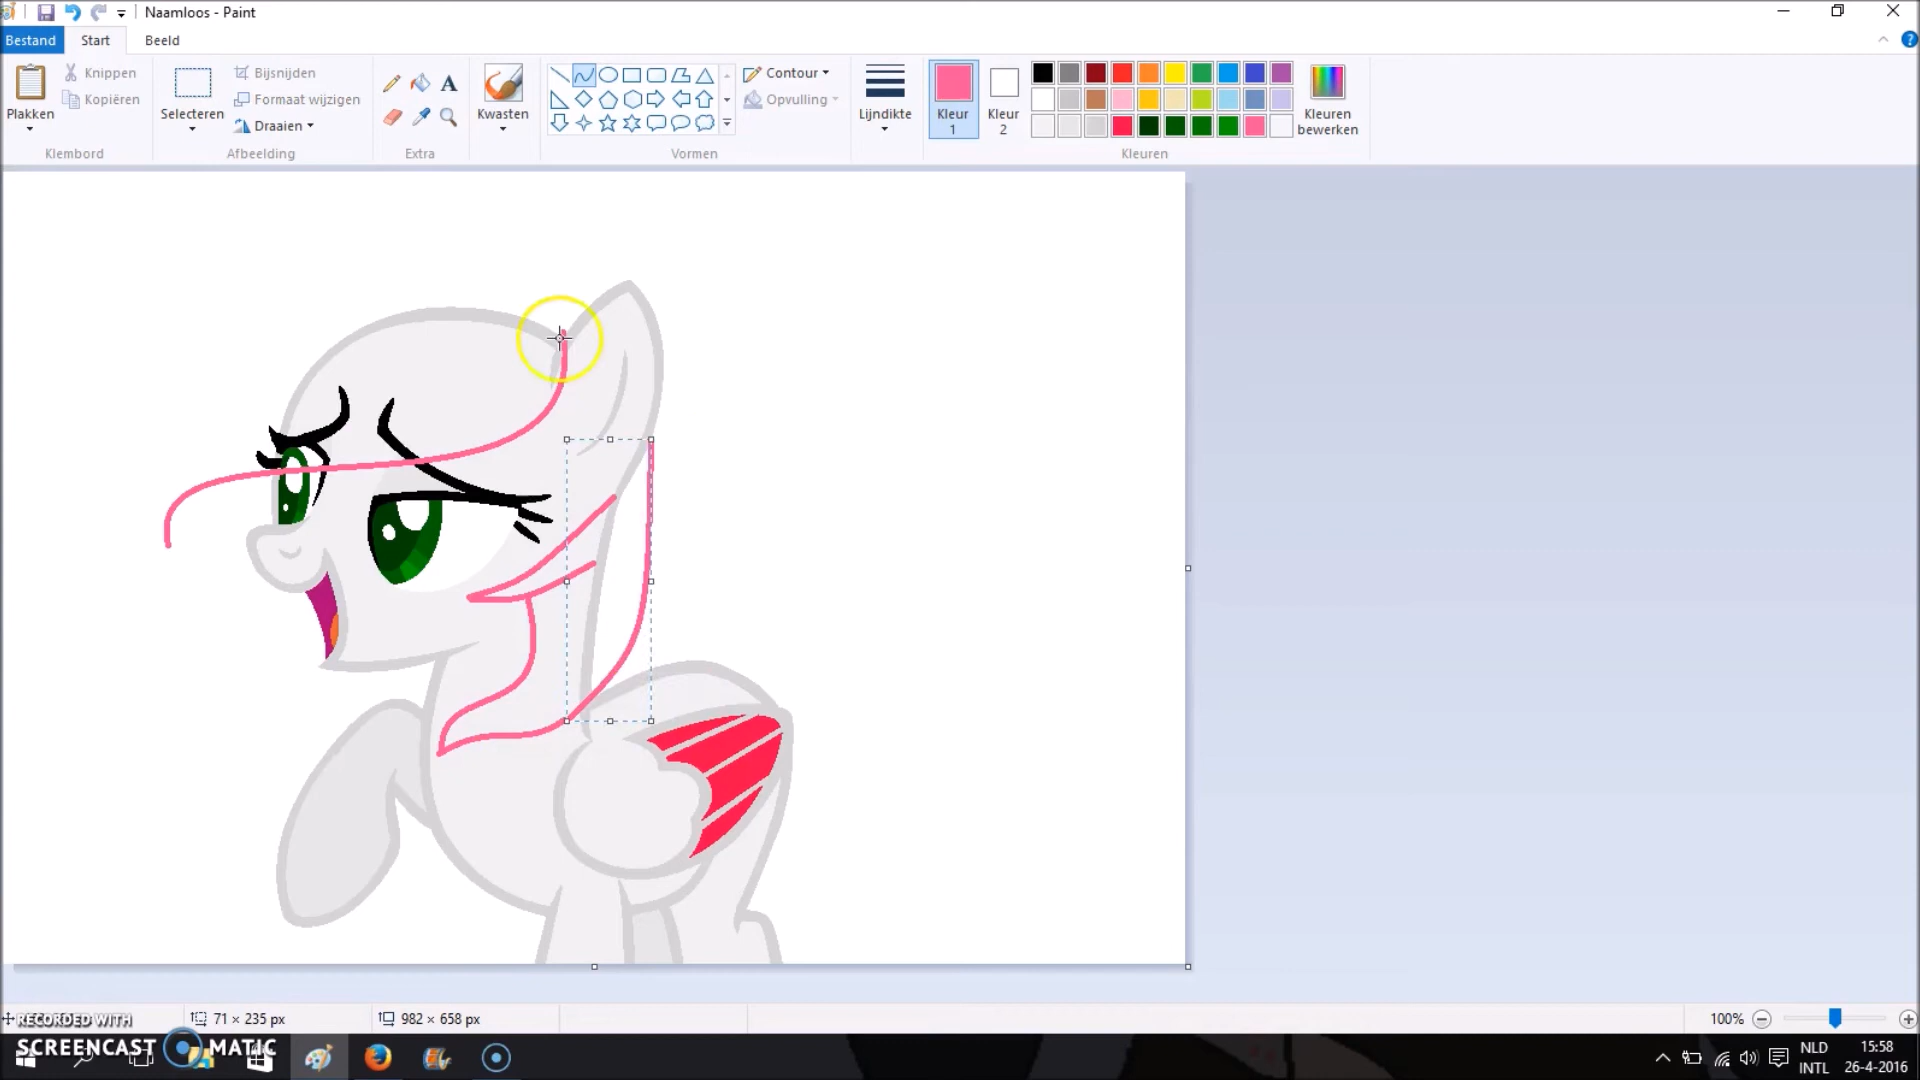 Naamloos - Paint
Bestand Start Beeld
Plakken
Knippen
Kopiëren
Klembord
Selecteren
Bijsnijden
Formaat wijzigen
Draaien
Afbeelding
A
Extra
Kwasten
Contour
Opvulling
Vormen
Lijndikte
Kleur 1
Kleur 2
Kleuren bewerken
Kleuren
71 × 235 px
982 × 658 px
100%
RECORDED WITH
SCREENCAST MATIC
NLD
INTL
15:58
26-4-2016